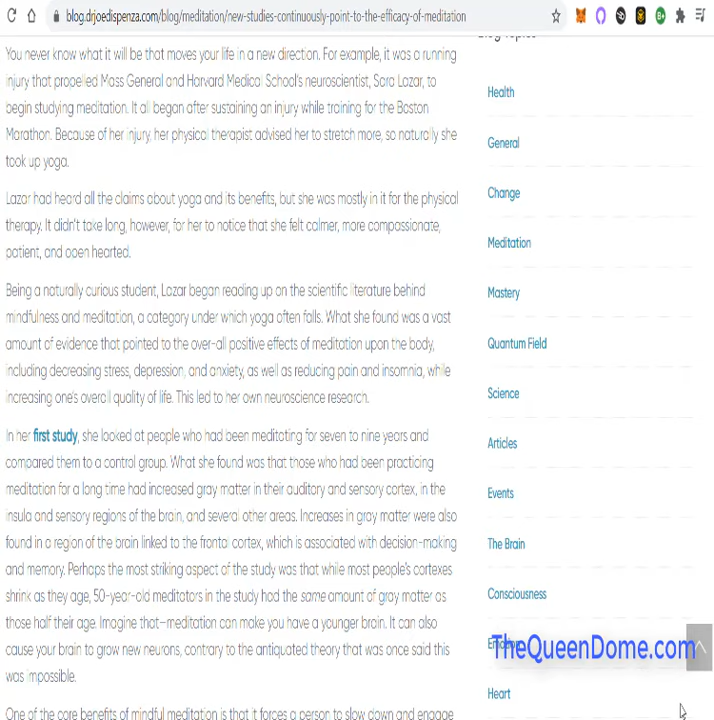 blog.drjoedispenza.com/blog/meditation/new-studies-continuously-point-to-the-efficacy-of-meditation
You never know what it will be that moves your life in a new direction. For example, it was a running
injury that propelled Mass General and Harvard Medical School's neuroscientist, Sara Lazar, to
begin studying meditation. It all began after sustaining an injury while training for the Boston
Marathon. Because of her injury, her physical therapist advised her to stretch more, so naturally she
took up yoga.
Lazar had heard all the claims about yoga and its benefits, but she was mostly in it for the physical
therapy. It didn't take long, however, for her to notice that she felt calmer, more compassionate,
patient, and open hearted.
Being a naturally curious student, Lazar began reading up on the scientific literature behind
mindfulness and meditation, a category under which yoga often falls. What she found was a vast
amount of evidence that pointed to the over-all positive effects of meditation upon the body,
including decreasing stress, depression, and anxiety, as well as reducing pain and insomnia, while
increasing one's overall quality of life. This led to her own neuroscience research.
In her first study, she looked at people who had been meditating for seven to nine years and
compared them to a control group. What she found was that those who had been practicing
meditation for a long time had increased gray matter in their auditory and sensory cortex, in the
insula and sensory regions of the brain, and several other areas. Increases in gray matter were also
found in a region of the brain linked to the frontal cortex, which is associated with decision-making
and memory. Perhaps the most striking aspect of the study was that while most people's cortexes
shrink as they age, 50-year-old meditators in the study had the same amount of gray matter as
those half their age. Imagine that—meditation can make you have a younger brain. It can also
cause your brain to grow new neurons, contrary to the antiquated theory that was once said this
was impossible.
One of the core benefits of mindful meditation is that it forces a person to slow down and engage
Blog Topics
Health
General
Change
Meditation
Mastery
Quantum Field
Science
Articles
Events
The Brain
Consciousness
TheQueenDome.com
Heart